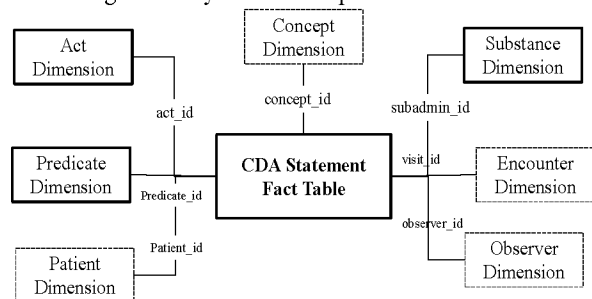 Act
Dimension
Concept
Dimension
Substance
Dimension
act_id
concept_id
subadmin_id
Predicate
Dimension
CDA Statement
Fact Table
visit_id
Encounter
Dimension
Predicate_id
Patient_id
observer_id
Patient
Dimension
Observer
Dimension